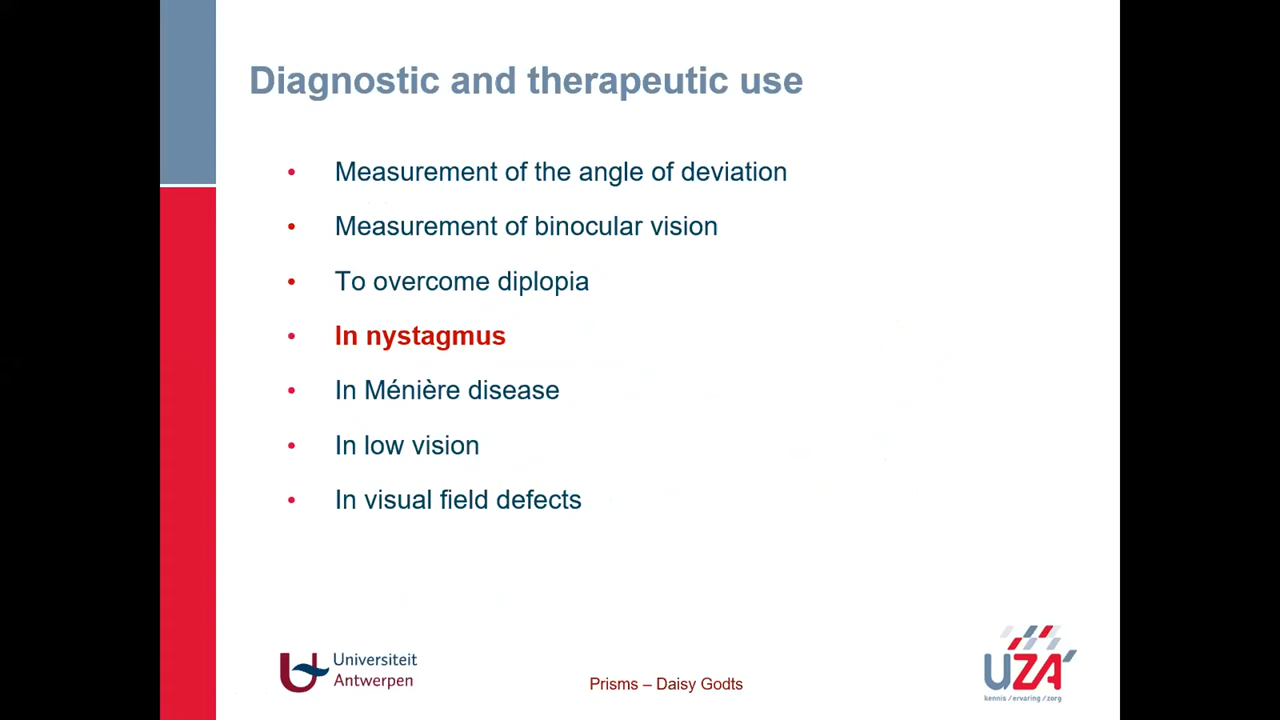 Diagnostic and therapeutic use
• Measurement of the angle of deviation
• Measurement of binocular vision
• To overcome diplopia
• In nystagmus
• In Ménière disease
• In low vision
• In visual field defects
Universiteit
Antwerpen
Prisms – Daisy Godts
UZA
kennis / ervaring / zorg